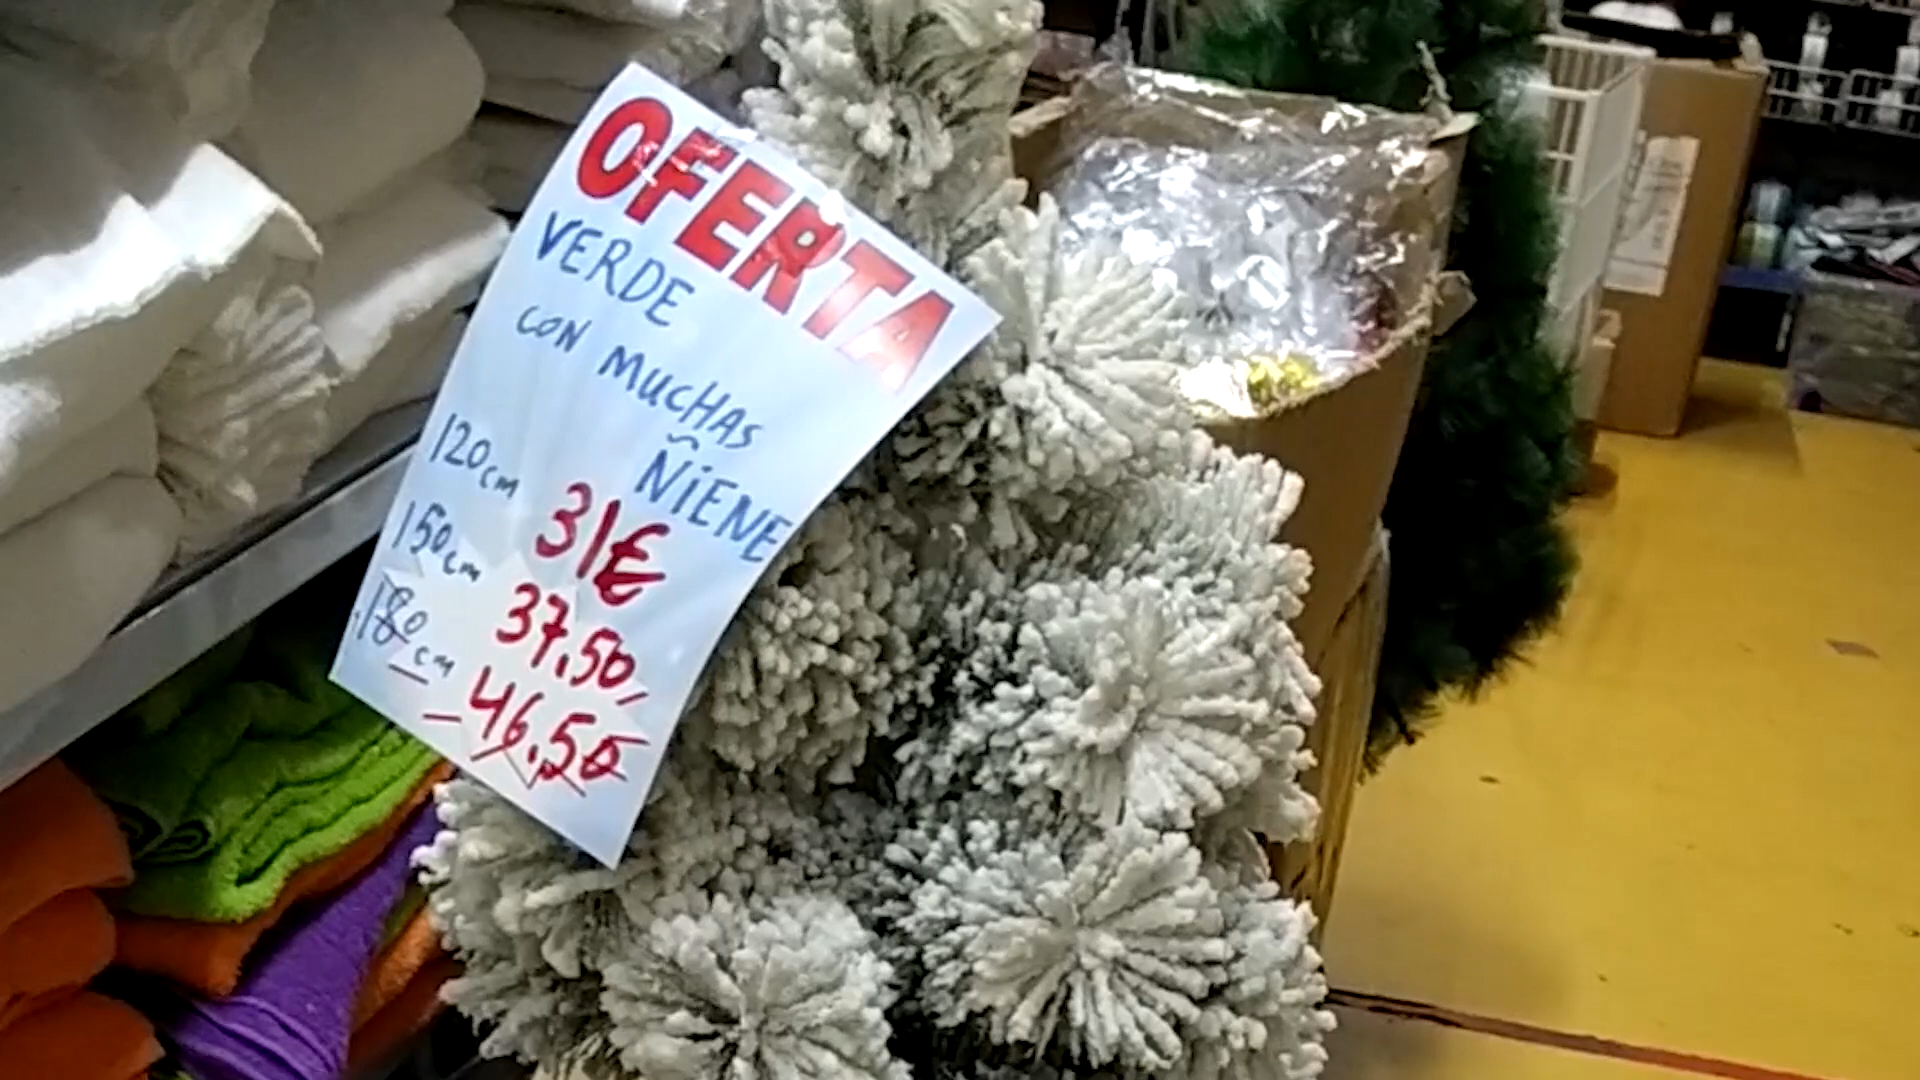 OFERTA
VERDE
CON MUCHAS
ÑIENE
120cm 31€
150cm 37,50,
180cm 46,50